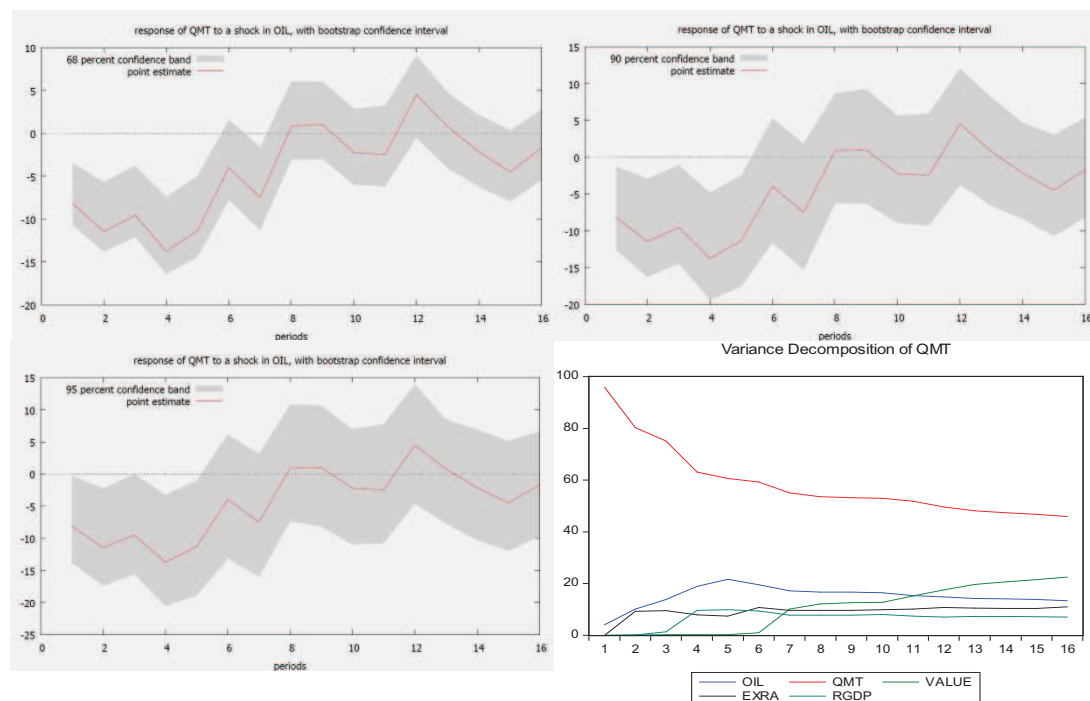 response of QMT to a shock in OIL, with bootstrap confidence interval
68 percent confidence band
point estimate
10
5
0
-5
-10
-15
-20
0 2 4 6 8 10 12 14 16
periods
response of QMT to a shock in OIL, with bootstrap confidence interval
90 percent confidence band
point estimate
15
10
5
0
-5
-10
-15
-20
0 2 4 6 8 10 12 14 16
periods
response of QMT to a shock in OIL, with bootstrap confidence interval
95 percent confidence band
point estimate
15
10
5
0
-5
-10
-15
-20
-25
0 2 4 6 8 10 12 14 16
periods
Variance Decomposition of QMT
100
80
60
40
20
0
1 2 3 4 5 6 7 8 9 10 11 12 13 14 15 16
OIL QMT VALUE
EXRA RGDP